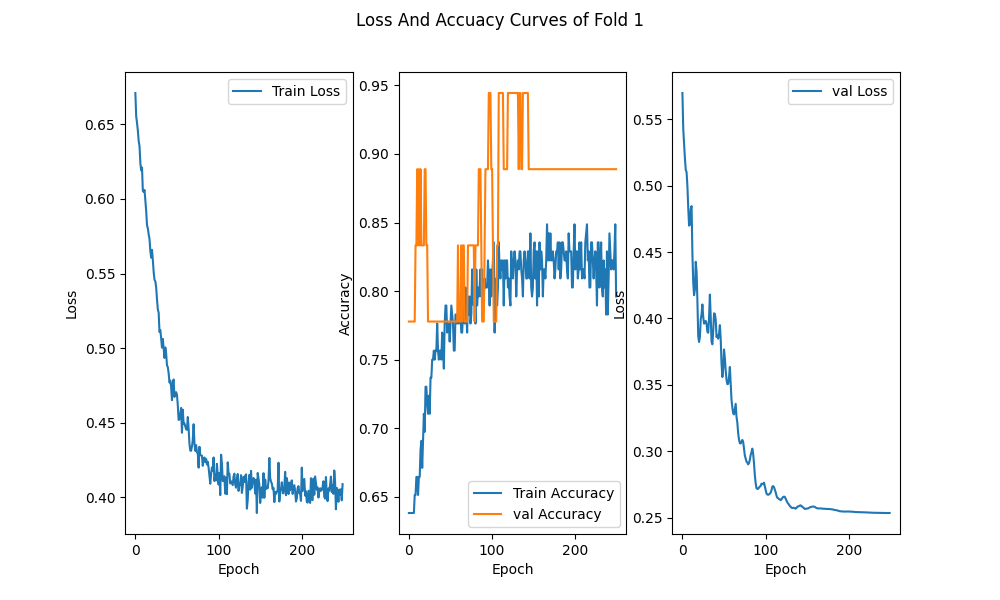 Loss And Accuacy Curves of Fold 1
Train Loss
0.65
0.60
0.55
0.50
0.45
0.40
Loss
0
100
200
Epoch
0.95
0.90
0.85
0.80
0.75
0.70
0.65
Accuracy
Train Accuracy
val Accuracy
0
100
200
Epoch
val Loss
0.55
0.50
0.45
0.40
0.35
0.30
0.25
Loss
0
100
200
Epoch